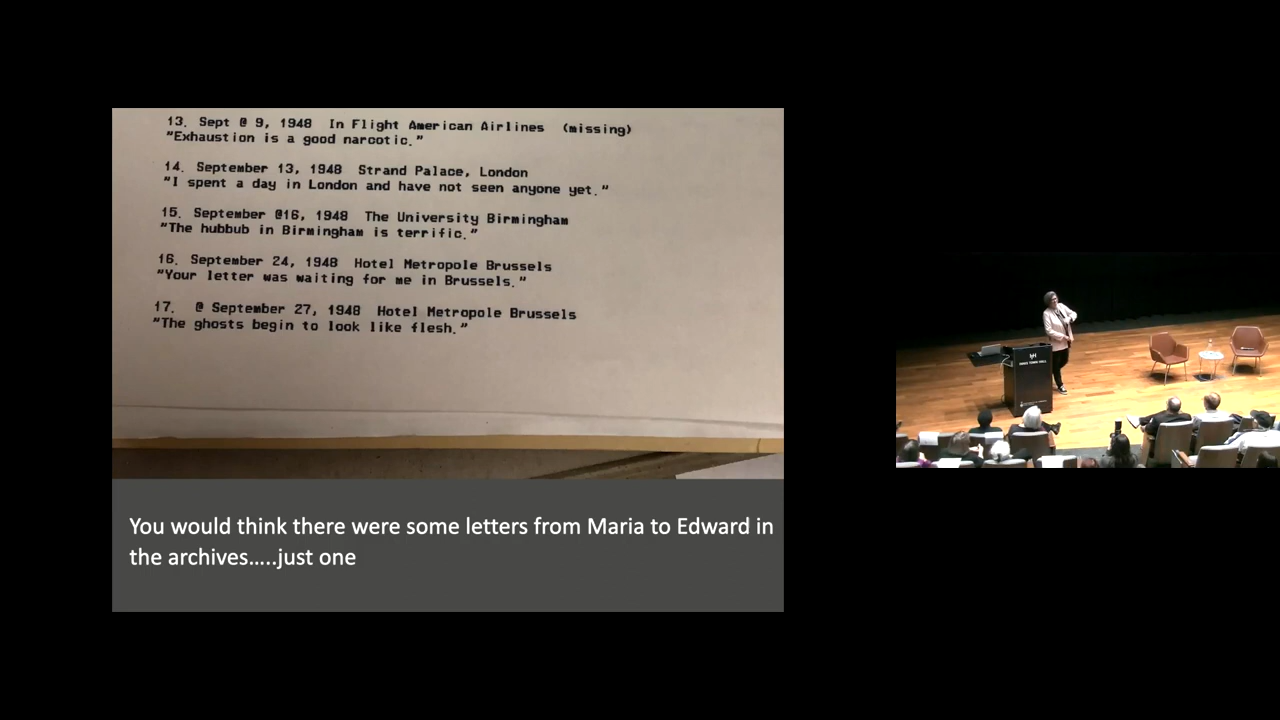 13. Sept @ 9, 1948 In Flight American Airlines (missing)
"Exhaustion is a good narcotic."
14. September 13, 1948 Strand Palace, London
"I spent a day in London and have not seen anyone yet."
15. September @16, 1948 The University Birmingham
"The hubbub in Birmingham is terrific."
16. September 24, 1948 Hotel Metropole Brussels
"Your letter was waiting for me in Brussels."
17. @ September 27, 1948 Hotel Metropole Brussels
"The ghosts begin to look like flesh."
You would think there were some letters from Maria to Edward in
the archives…..just one